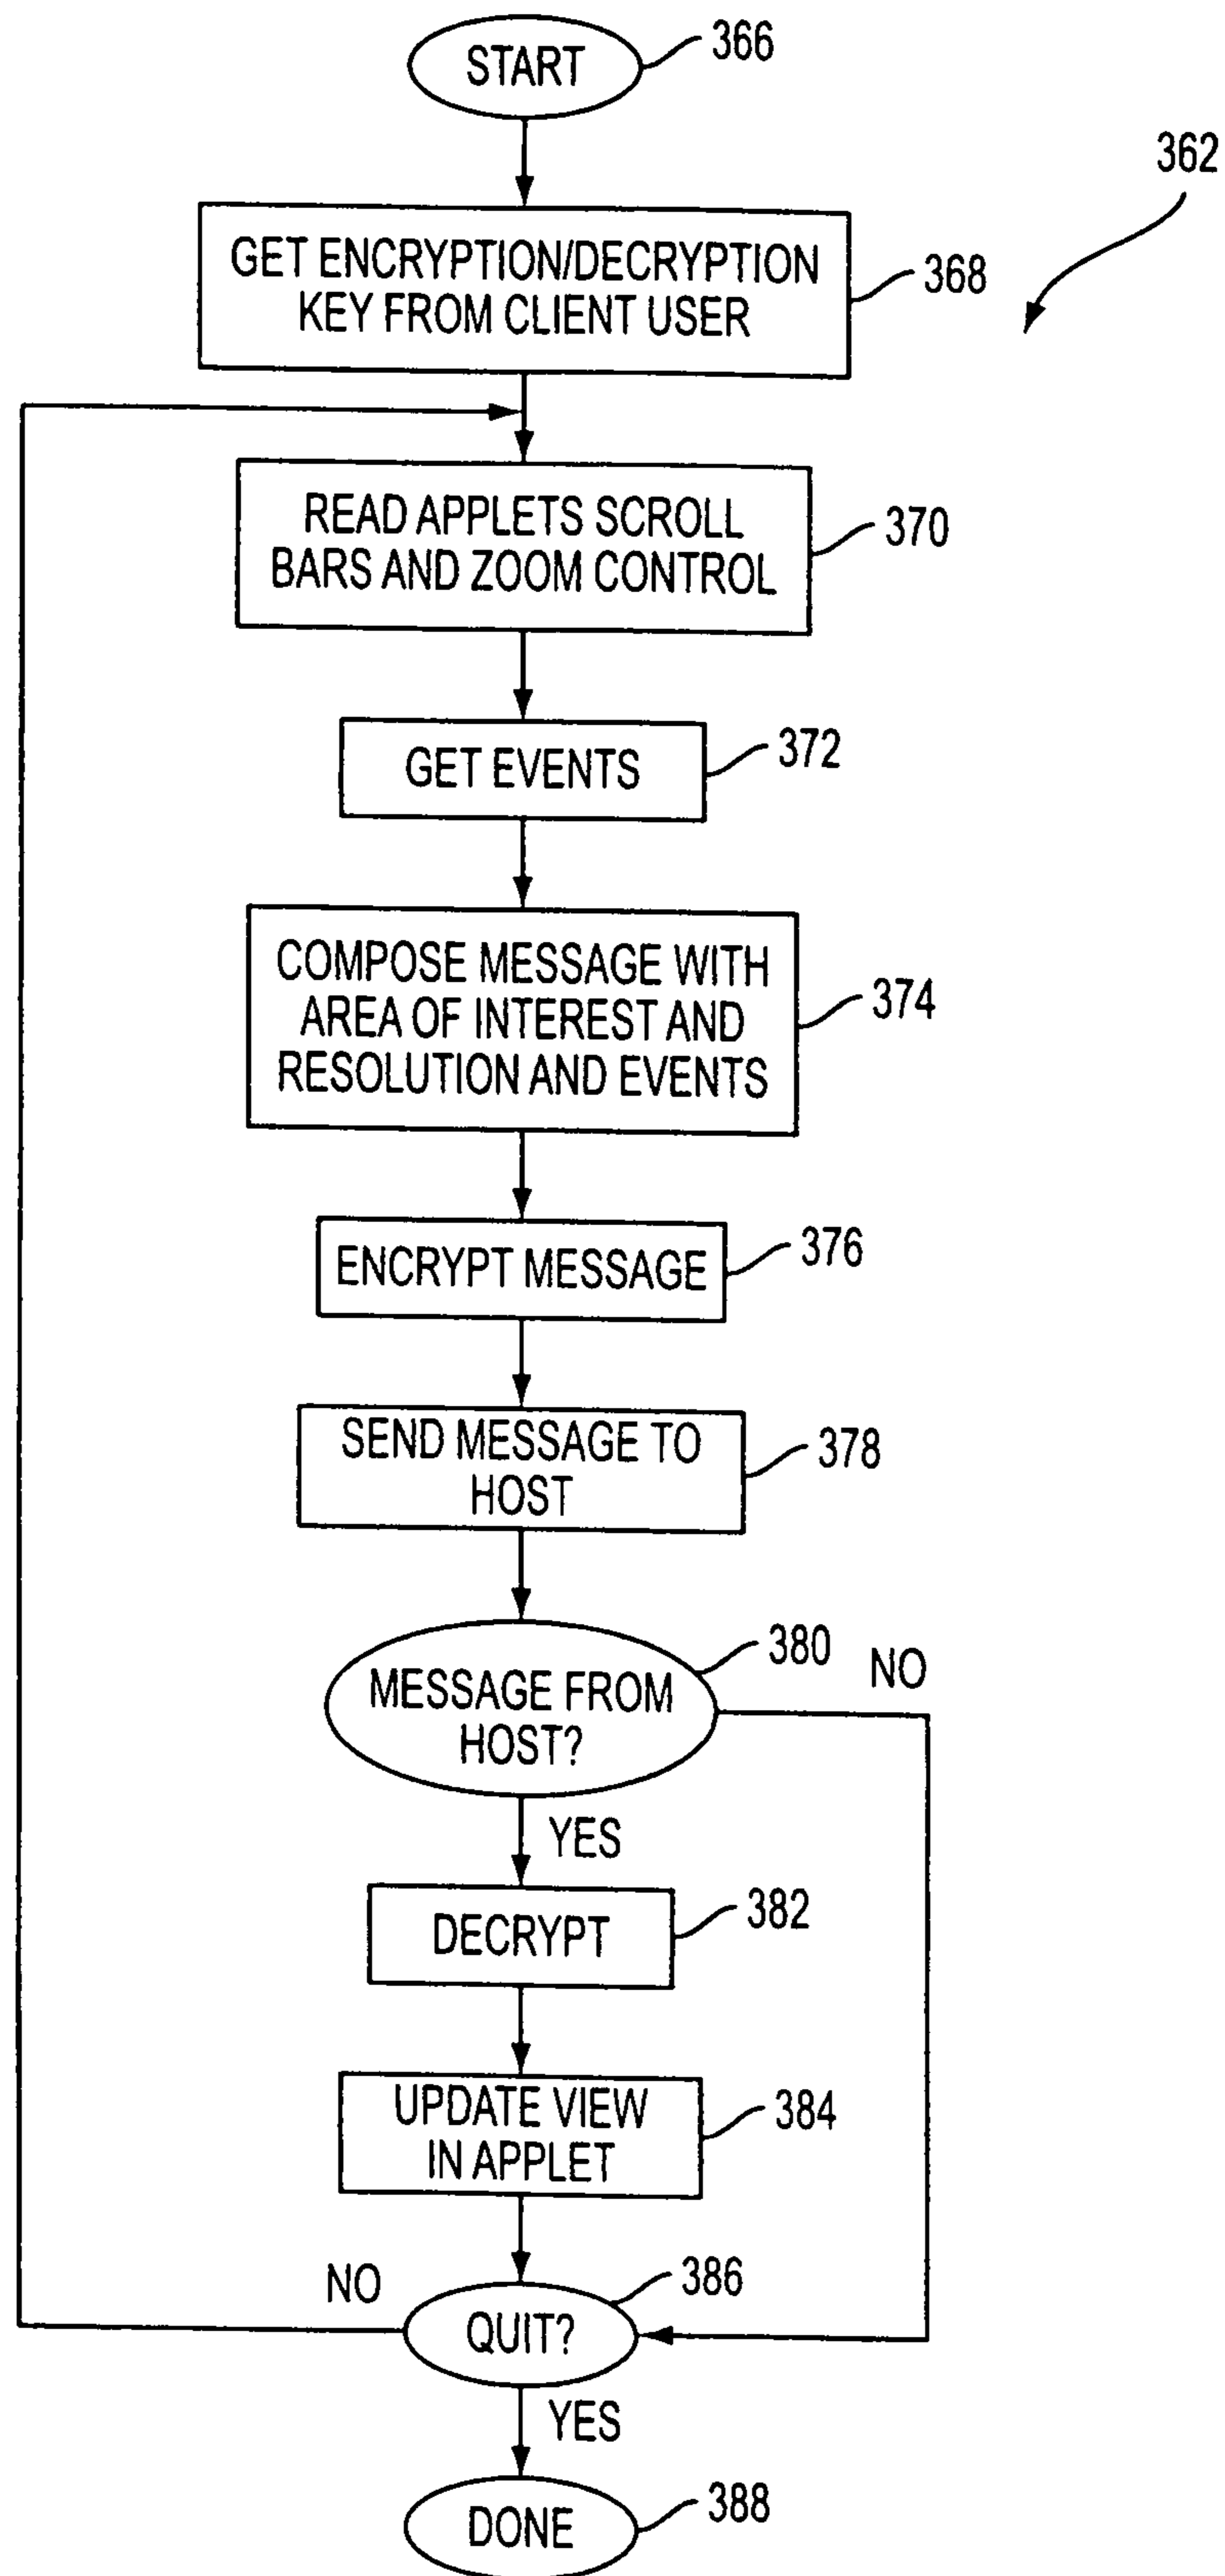 START
366
362
GET ENCRYPTION/DECRYPTION
KEY FROM CLIENT USER
368
READ APPLETS SCROLL
BARS AND ZOOM CONTROL
370
GET EVENTS
372
COMPOSE MESSAGE WITH
AREA OF INTEREST AND
RESOLUTION AND EVENTS
374
ENCRYPT MESSAGE
376
SEND MESSAGE TO
HOST
378
MESSAGE FROM
HOST?
380
NO
YES
DECRYPT
382
UPDATE VIEW
IN APPLET
384
NO
QUIT?
386
YES
DONE
388